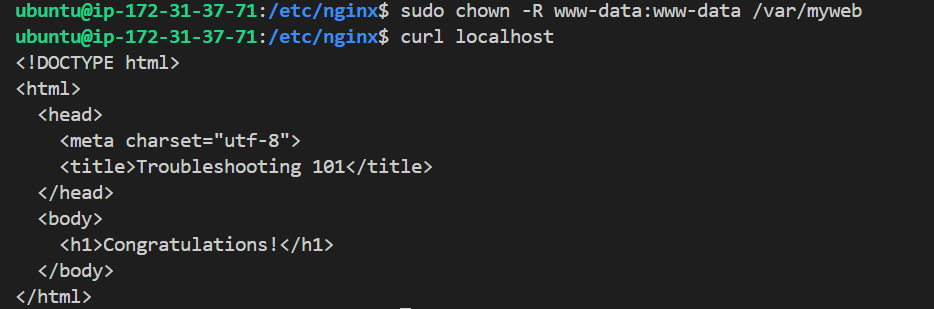 ubuntu@ip-172-31-37-71:/etc/nginx$ sudo chown -R www-data:www-data /var/myweb
ubuntu@ip-172-31-37-71:/etc/nginx$ curl localhost
<!DOCTYPE html>
<html>
  <head>
    <meta charset="utf-8">
    <title>Troubleshooting 101</title>
  </head>
  <body>
    <h1>Congratulations!</h1>
  </body>
</html>